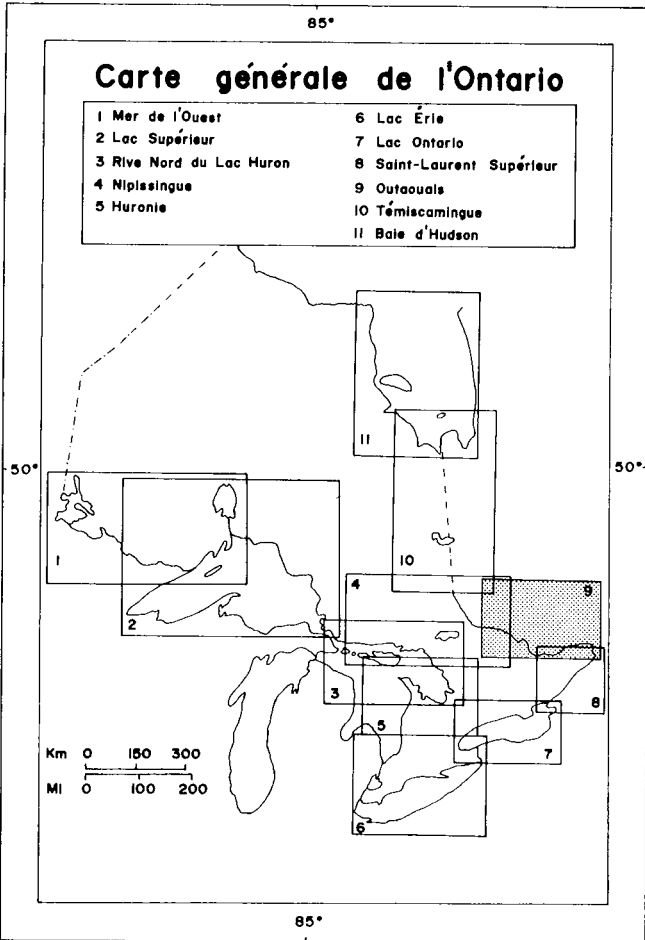 85°
Carte générale de l'Ontario
1 Mer de l'Ouest
2 Lac Supérieur
3 Rive Nord du Lac Huron
4 Nipissingue
5 Huronie
6 Lac Érie
7 Lac Ontario
8 Saint-Laurent Supérieur
9 Outaouais
10 Témiscamingue
11 Baie d'Hudson
11
50°
50°
1
2
10
4
9
3
5
8
7
6
Km 0 150 300
MI 0 100 200
85°